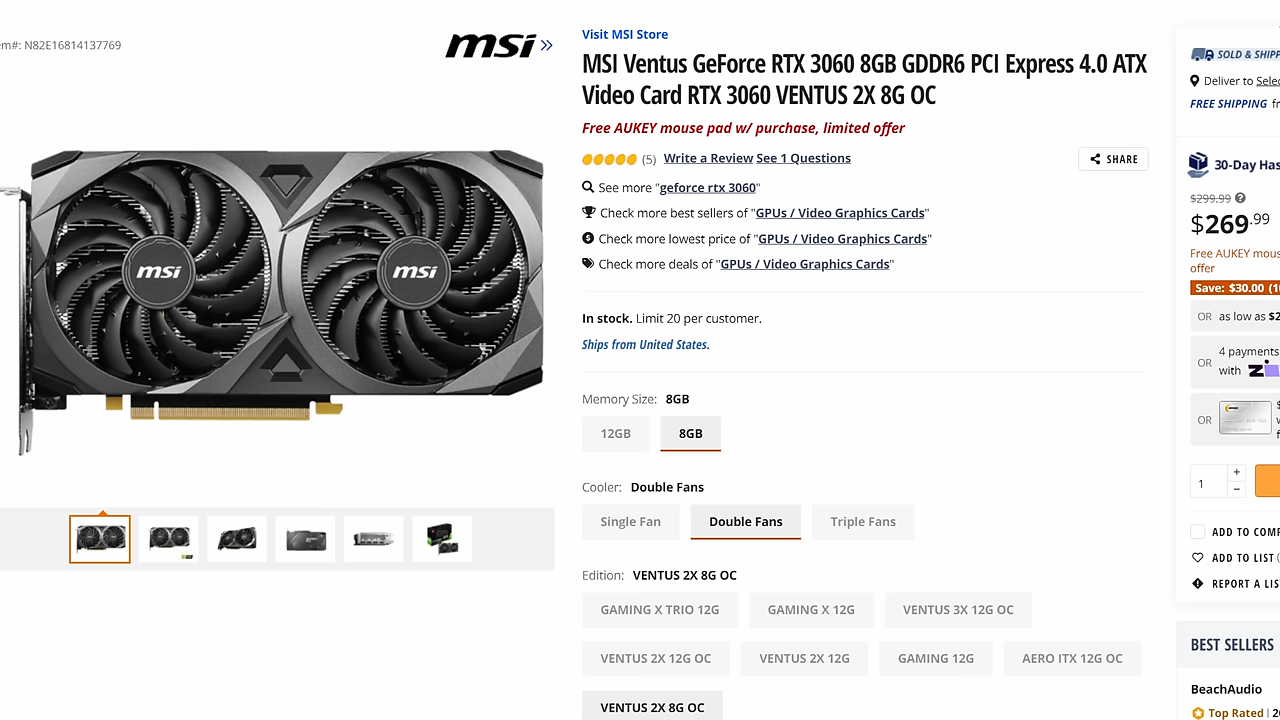 em#: N82E16814137769
msi
msi
msi
Visit MSI Store
MSI Ventus GeForce RTX 3060 8GB GDDR6 PCI Express 4.0 ATX
Video Card RTX 3060 VENTUS 2X 8G OC
Free AUKEY mouse pad w/ purchase, limited offer
(5) Write a Review See 1 Questions
SHARE
See more "geforce rtx 3060"
Check more best sellers of "GPUs / Video Graphics Cards"
Check more lowest price of "GPUs / Video Graphics Cards"
Check more deals of "GPUs / Video Graphics Cards"
In stock. Limit 20 per customer.
Ships from United States.
Memory Size: 8GB
12GB 8GB
Cooler: Double Fans
Single Fan Double Fans Triple Fans
Edition: VENTUS 2X 8G OC
GAMING X TRIO 12G GAMING X 12G VENTUS 3X 12G OC
VENTUS 2X 12G OC VENTUS 2X 12G GAMING 12G AERO ITX 12G OC
VENTUS 2X 8G OC
SOLD & SHIPP
Deliver to Selec
FREE SHIPPING fr
30-Day Has
$299.99
$269.99
Free AUKEY mous
offer
Save: $30.00 (10
OR as low as $2
OR 4 payments
with
OR
1 + −
ADD TO COMP
ADD TO LIST (
REPORT A LIS
BEST SELLERS
BeachAudio
Top Rated | 20